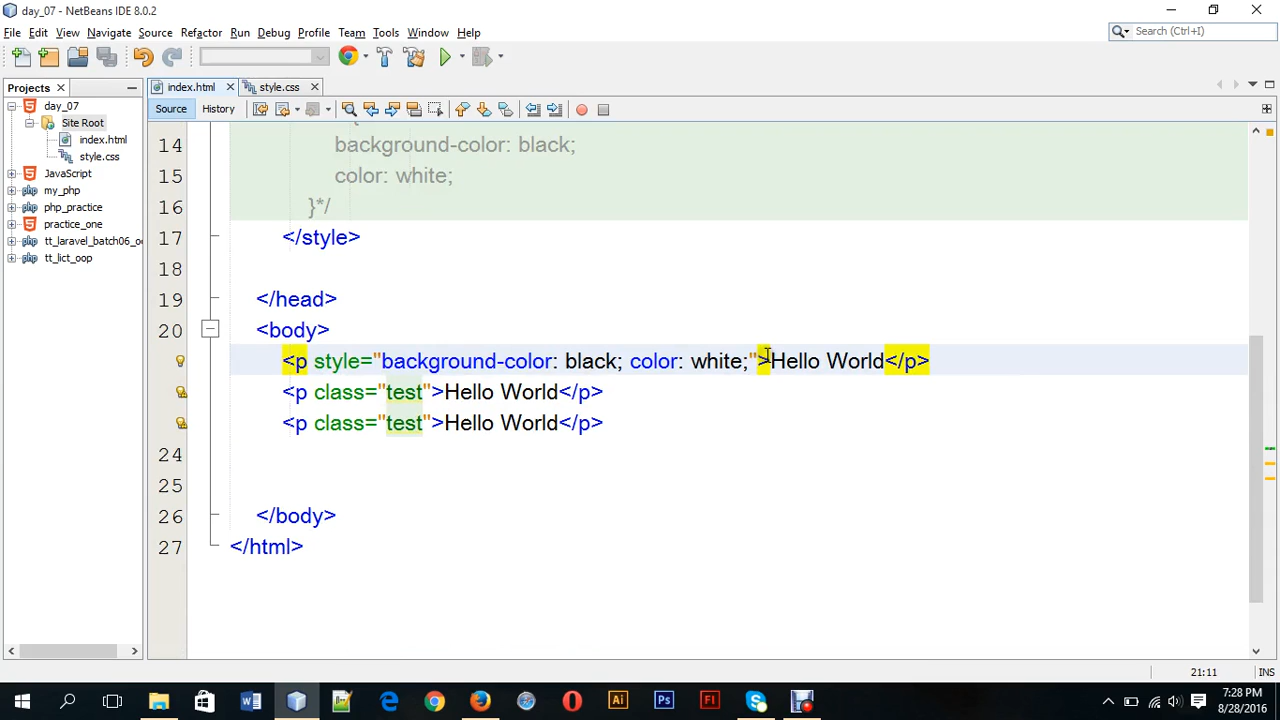 day_07 - NetBeans IDE 8.0.2
File Edit View Navigate Source Refactor Run Debug Profile Team Tools Window Help
Search (Ctrl+I)
Projects
index.html
style.css
day_07
Site Root
index.html
style.css
JavaScript
my_php
php_practice
practice_one
tt_laravel_batch06_o
tt_lict_oop
Source History
14 background-color: black;
15 color: white;
16 }*/
17 </style>
18
19 </head>
20 <body>
<p style="background-color: black; color: white;">Hello World</p>
<p class="test">Hello World</p>
<p class="test">Hello World</p>
24
25
26 </body>
27 </html>
21:11 INS
Ai Ps Fl
7:28 PM
8/28/2016